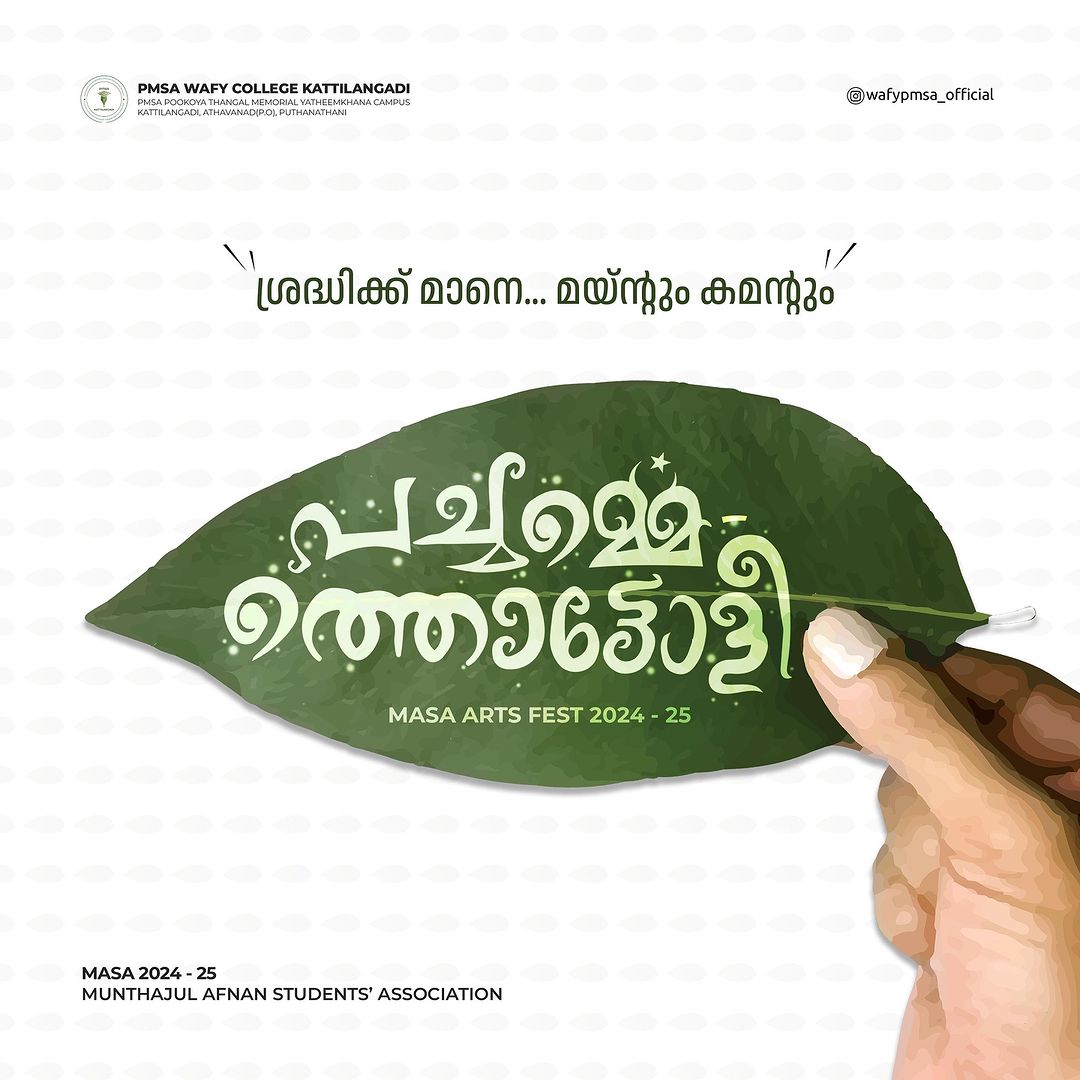 PMSA WAFY COLLEGE KATTILANGADI
PMSA POOKOYA THANGAL MEMORIAL YATHEEMKHANA CAMPUS
KATTILANGADI, ATHAVANAD(P.O), PUTHANATHANI
@wafypmsa_official
ശ്രദ്ധിക്ക് മാനെ... മയ്ന്റും കമന്റും
പച്ചമ്മെ-
ത്തൊട്ടോളീ
MASA ARTS FEST 2024 - 25
MASA 2024 - 25
MUNTHAJUL AFNAN STUDENTS’ ASSOCIATION